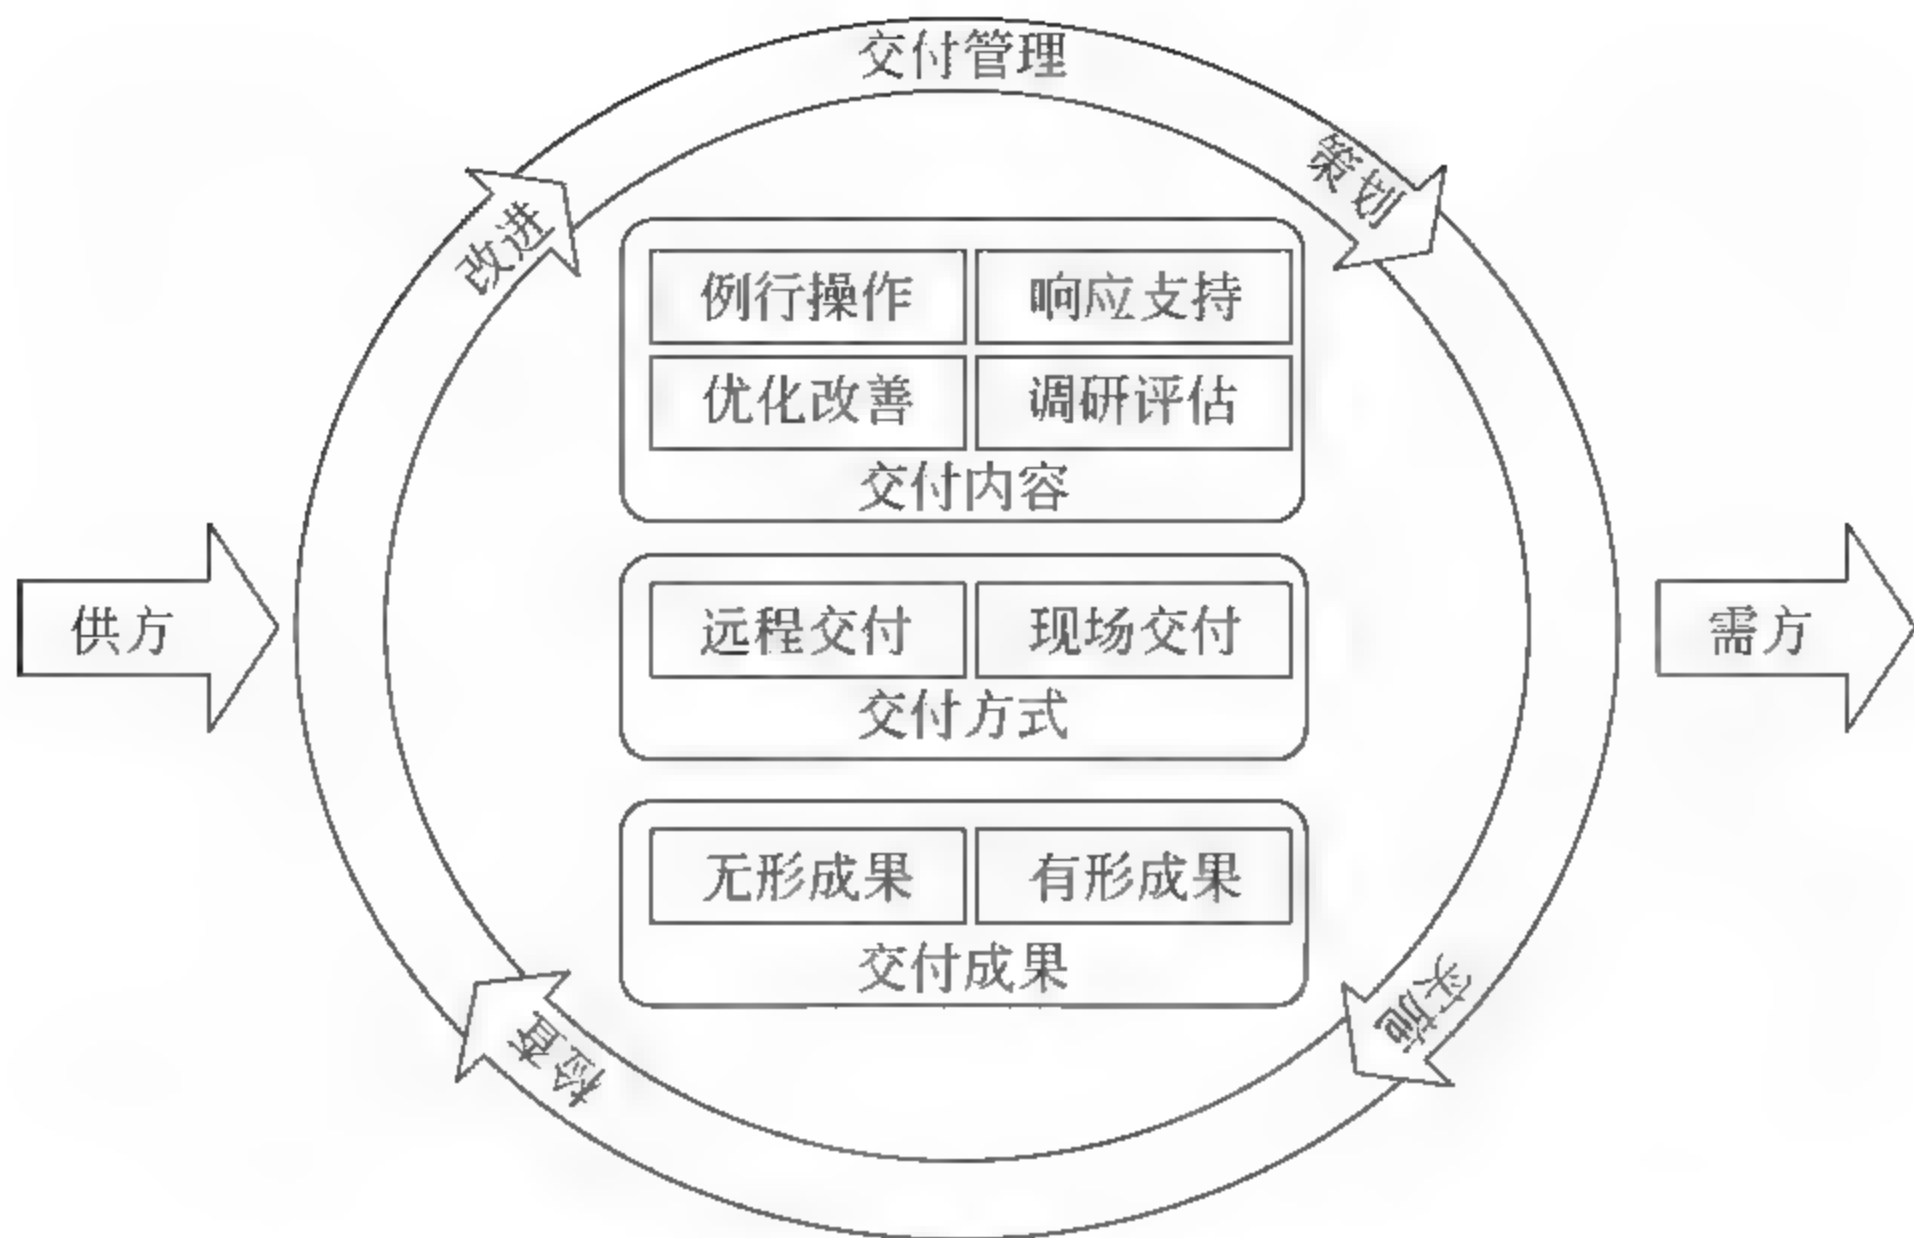 交付管理
策划
改进
例行操作 响应支持
优化改善 调研评估
交付内容
供方
远程交付 现场交付
需方
交付方式
无形成果 有形成果
交付成果
实施
检查